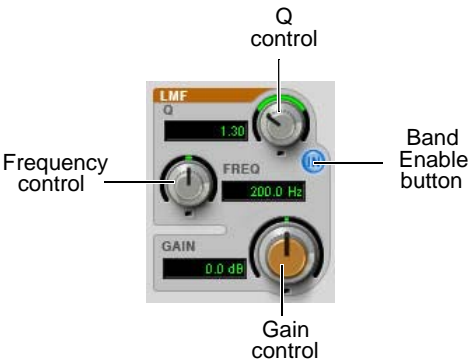 Q
control
LMF
Q
1.30
IN
Band
Enable
button
Frequency
control
FREQ
200.0 Hz
GAIN
0.0 dB
Gain
control